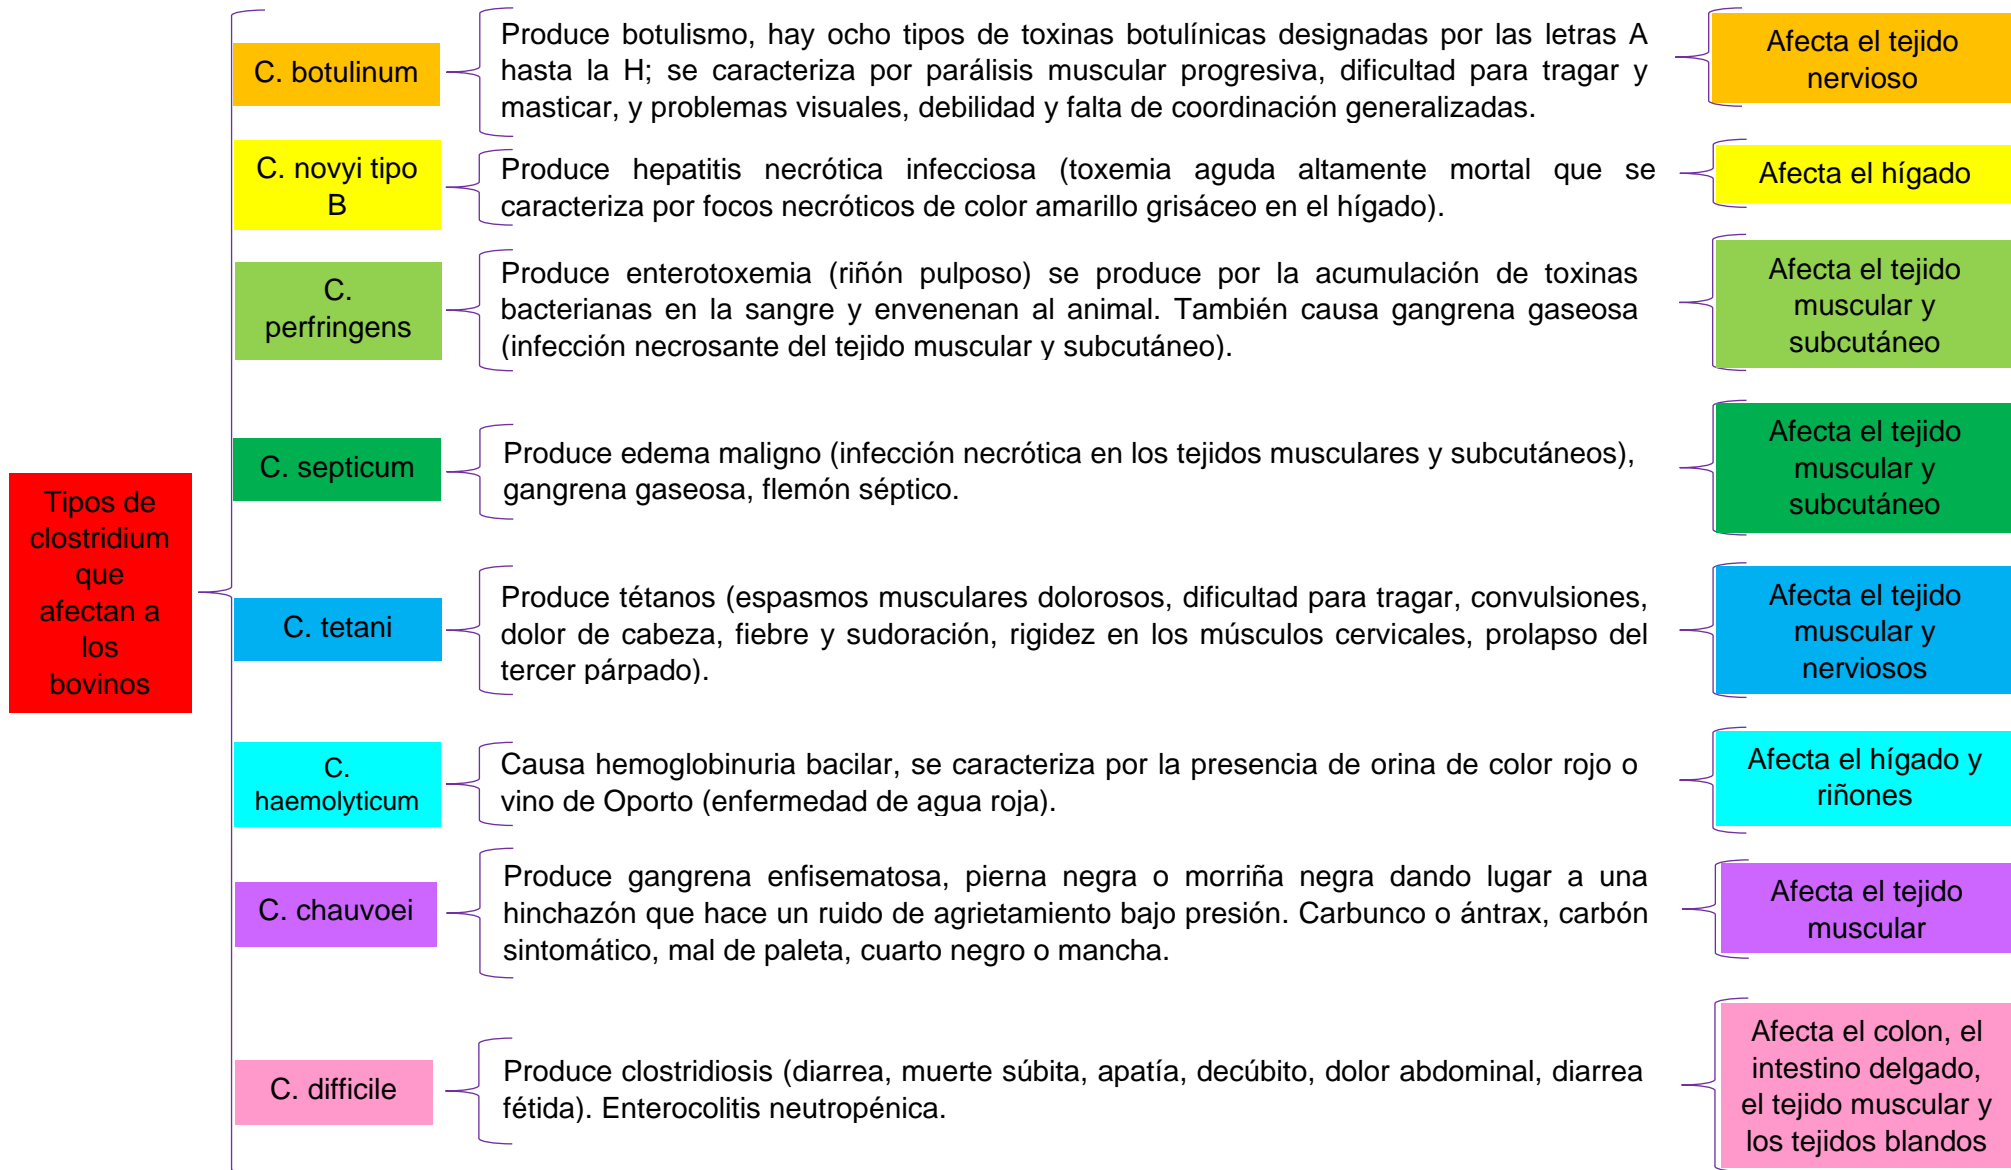 Tipos de
clostridium
que
afectan a
los
bovinos
C. botulinum
Produce botulismo, hay ocho tipos de toxinas botulínicas designadas por las letras A
hasta la H; se caracteriza por parálisis muscular progresiva, dificultad para tragar y
masticar, y problemas visuales, debilidad y falta de coordinación generalizadas.
Afecta el tejido
nervioso
C. novyi tipo
B
Produce hepatitis necrótica infecciosa (toxemia aguda altamente mortal que se
caracteriza por focos necróticos de color amarillo grisáceo en el hígado).
Afecta el hígado
C.
perfringens
Produce enterotoxemia (riñón pulposo) se produce por la acumulación de toxinas
bacterianas en la sangre y envenenan al animal. También causa gangrena gaseosa
(infección necrosante del tejido muscular y subcutáneo).
Afecta el tejido
muscular y
subcutáneo
C. septicum
Produce edema maligno (infección necrótica en los tejidos musculares y subcutáneos),
gangrena gaseosa, flemón séptico.
Afecta el tejido
muscular y
subcutáneo
C. tetani
Produce tétanos (espasmos musculares dolorosos, dificultad para tragar, convulsiones,
dolor de cabeza, fiebre y sudoración, rigidez en los músculos cervicales, prolapso del
tercer párpado).
Afecta el tejido
muscular y
nerviosos
C.
haemolyticum
Causa hemoglobinuria bacilar, se caracteriza por la presencia de orina de color rojo o
vino de Oporto (enfermedad de agua roja).
Afecta el hígado y
riñones
C. chauvoei
Produce gangrena enfisematosa, pierna negra o morriña negra dando lugar a una
hinchazón que hace un ruido de agrietamiento bajo presión. Carbunco o ántrax, carbón
sintomático, mal de paleta, cuarto negro o mancha.
Afecta el tejido
muscular
C. difficile
Produce clostridiosis (diarrea, muerte súbita, apatía, decúbito, dolor abdominal, diarrea
fétida). Enterocolitis neutropénica.
Afecta el colon, el
intestino delgado,
el tejido muscular y
los tejidos blandos